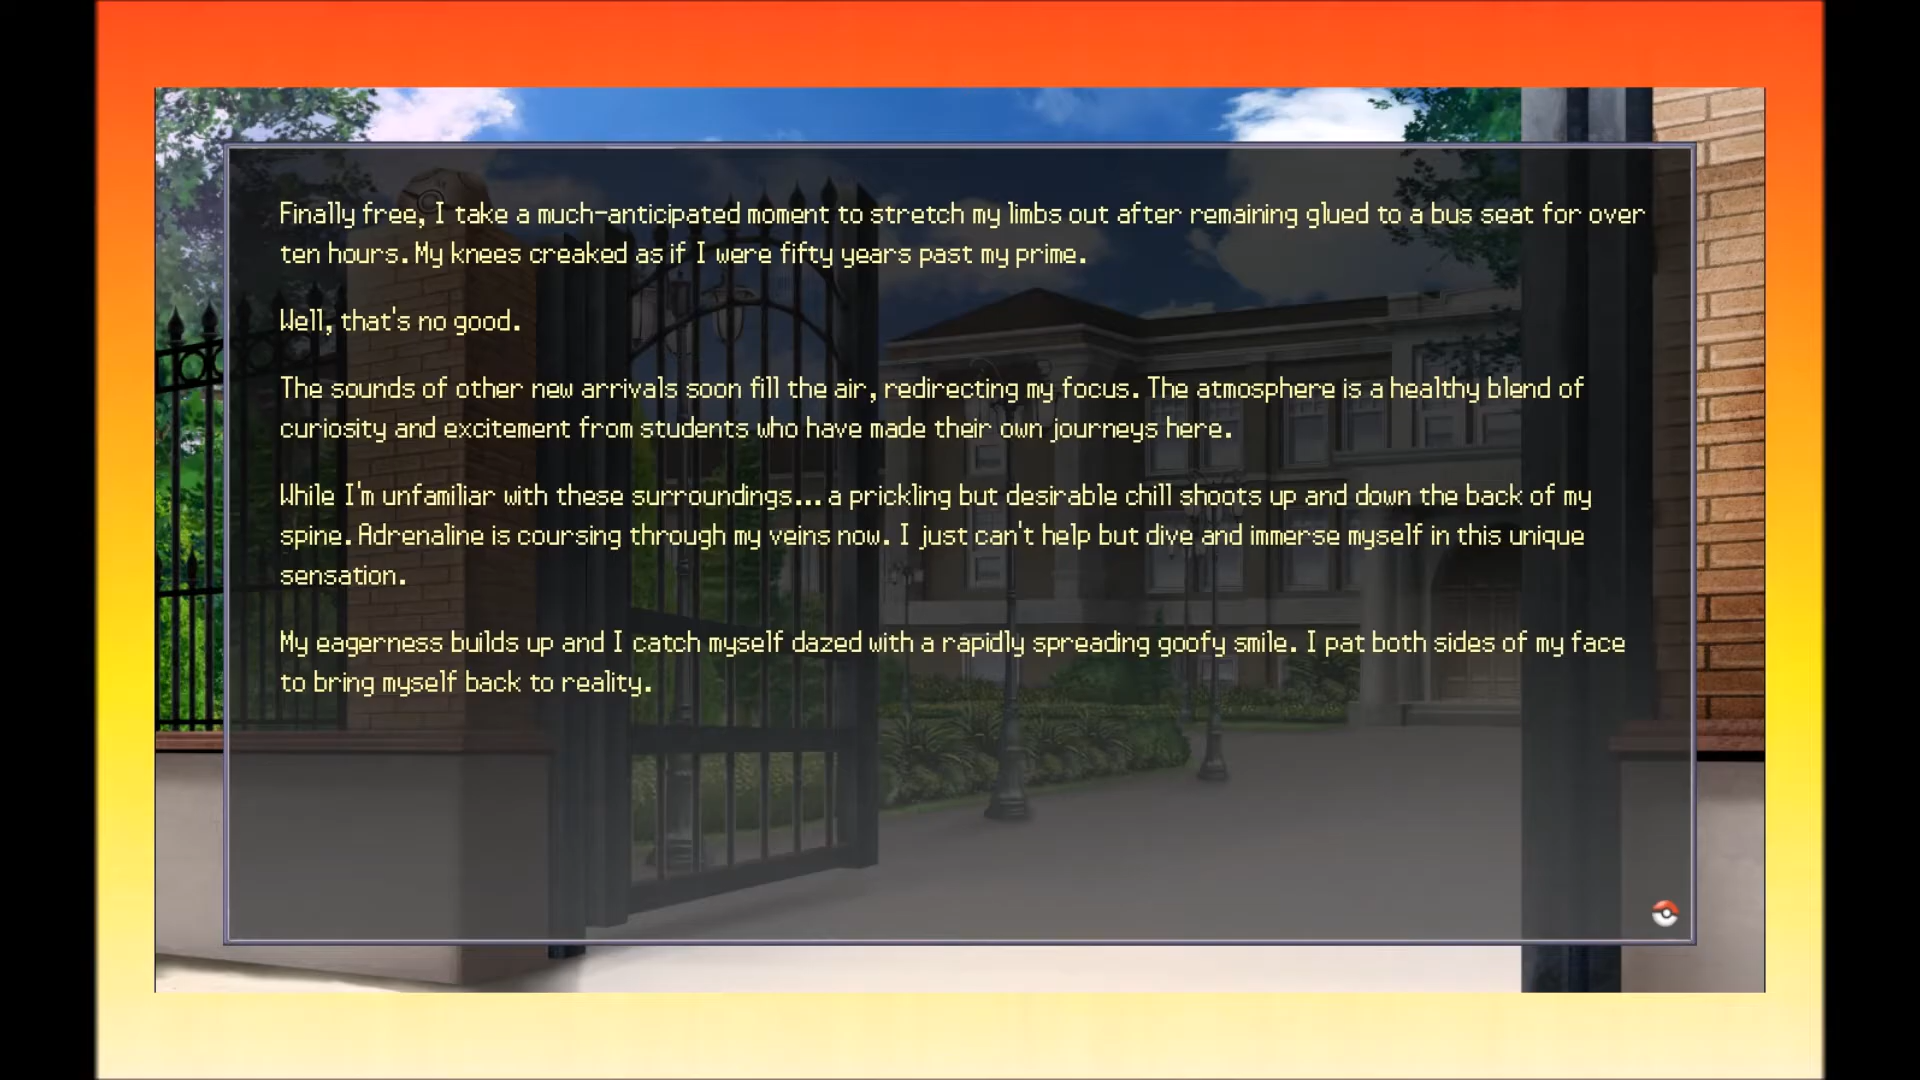 Finally free, I take a much-anticipated moment to stretch my limbs out after remaining glued to a bus seat for over
ten hours. My knees creaked as if I were fifty years past my prime.
Well, that's no good.
The sounds of other new arrivals soon fill the air, redirecting my focus. The atmosphere is a healthy blend of
curiosity and excitement from students who have made their own journeys here.
While I'm unfamiliar with these surroundings... a prickling but desirable chill shoots up and down the back of my
spine. Adrenaline is coursing through my veins now. I just can't help but dive and immerse myself in this unique
sensation.
My eagerness builds up and I catch myself dazed with a rapidly spreading goofy smile. I pat both sides of my face
to bring myself back to reality.